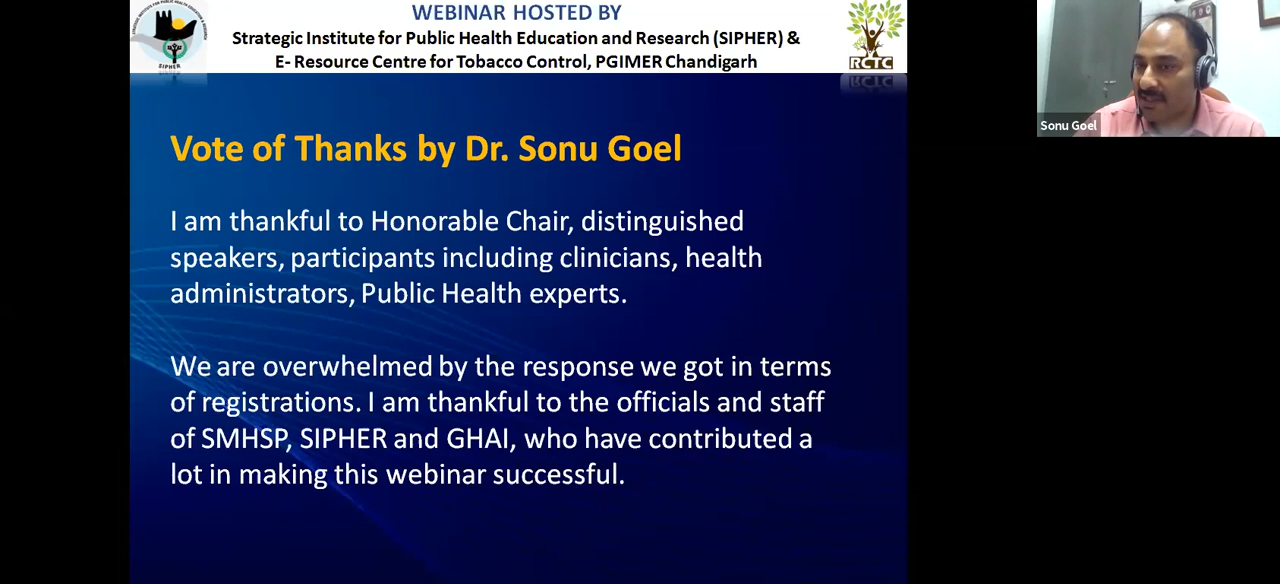 WEBINAR HOSTED BY
Strategic Institute for Public Health Education and Research (SIPHER) &
E- Resource Centre for Tobacco Control, PGIMER Chandigarh
SIPHER
RCTC
Sonu Goel
Vote of Thanks by Dr. Sonu Goel
I am thankful to Honorable Chair, distinguished
speakers, participants including clinicians, health
administrators, Public Health experts.
We are overwhelmed by the response we got in terms
of registrations. I am thankful to the officials and staff
of SMHSP, SIPHER and GHAI, who have contributed a
lot in making this webinar successful.